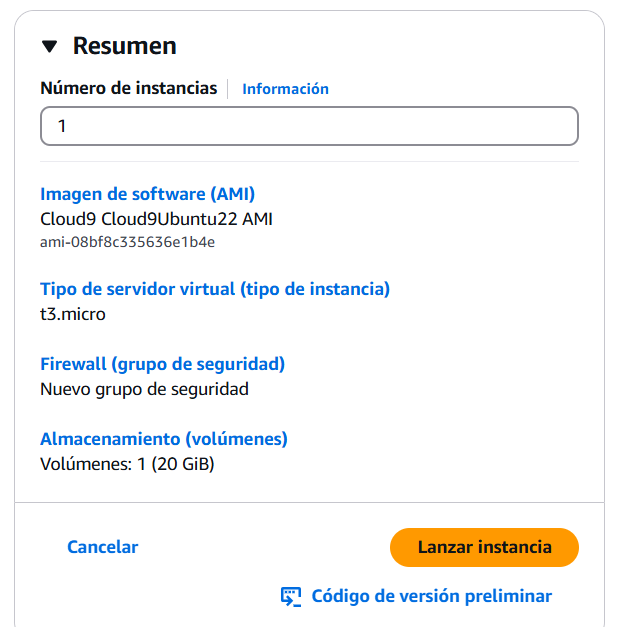 Resumen
Número de instancias Información
1
Imagen de software (AMI)
Cloud9 Cloud9Ubuntu22 AMI
ami-08bf8c335636e1b4e
Tipo de servidor virtual (tipo de instancia)
t3.micro
Firewall (grupo de seguridad)
Nuevo grupo de seguridad
Almacenamiento (volúmenes)
Volúmenes: 1 (20 GiB)
Cancelar Lanzar instancia
Código de versión preliminar